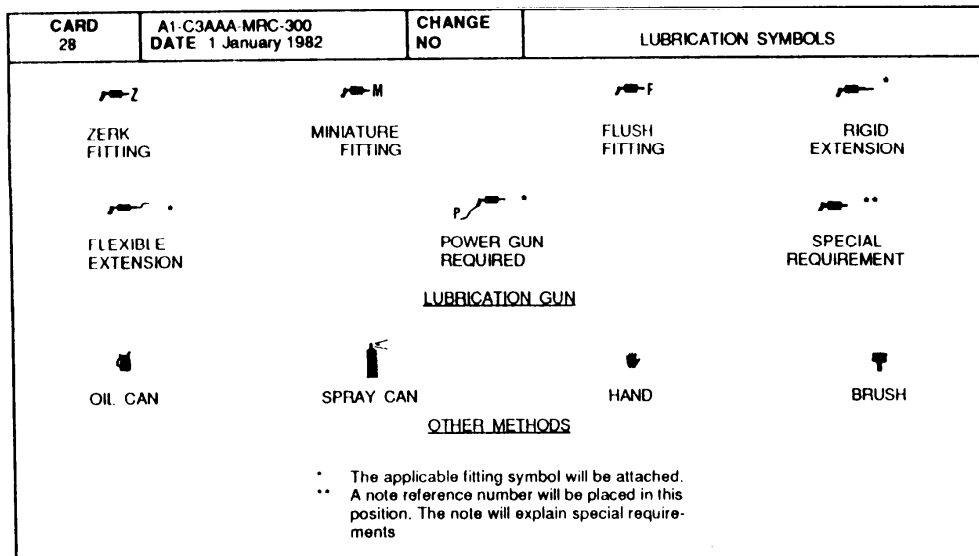 CARD 28
A1-C3AAA-MRC-300
DATE 1 January 1982
CHANGE NO
LUBRICATION SYMBOLS
Z
M
F
*
ZERK FITTING
MINIATURE FITTING
FLUSH FITTING
RIGID EXTENSION
*
P
*
**
FLEXIBLE EXTENSION
POWER GUN REQUIRED
SPECIAL REQUIREMENT
LUBRICATION GUN
OIL CAN
SPRAY CAN
HAND
BRUSH
OTHER METHODS
* The applicable fitting symbol will be attached.
** A note reference number will be placed in this
position. The note will explain special require-
ments